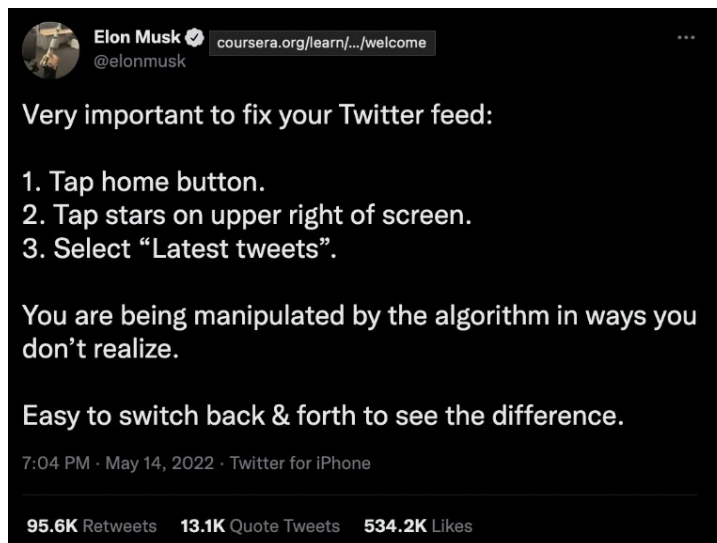 Elon Musk
coursera.org/learn/.../welcome
@elonmusk
Very important to fix your Twitter feed:
1. Tap home button.
2. Tap stars on upper right of screen.
3. Select “Latest tweets”.
You are being manipulated by the algorithm in ways you
don’t realize.
Easy to switch back & forth to see the difference.
7:04 PM · May 14, 2022 · Twitter for iPhone
95.6K Retweets 13.1K Quote Tweets 534.2K Likes